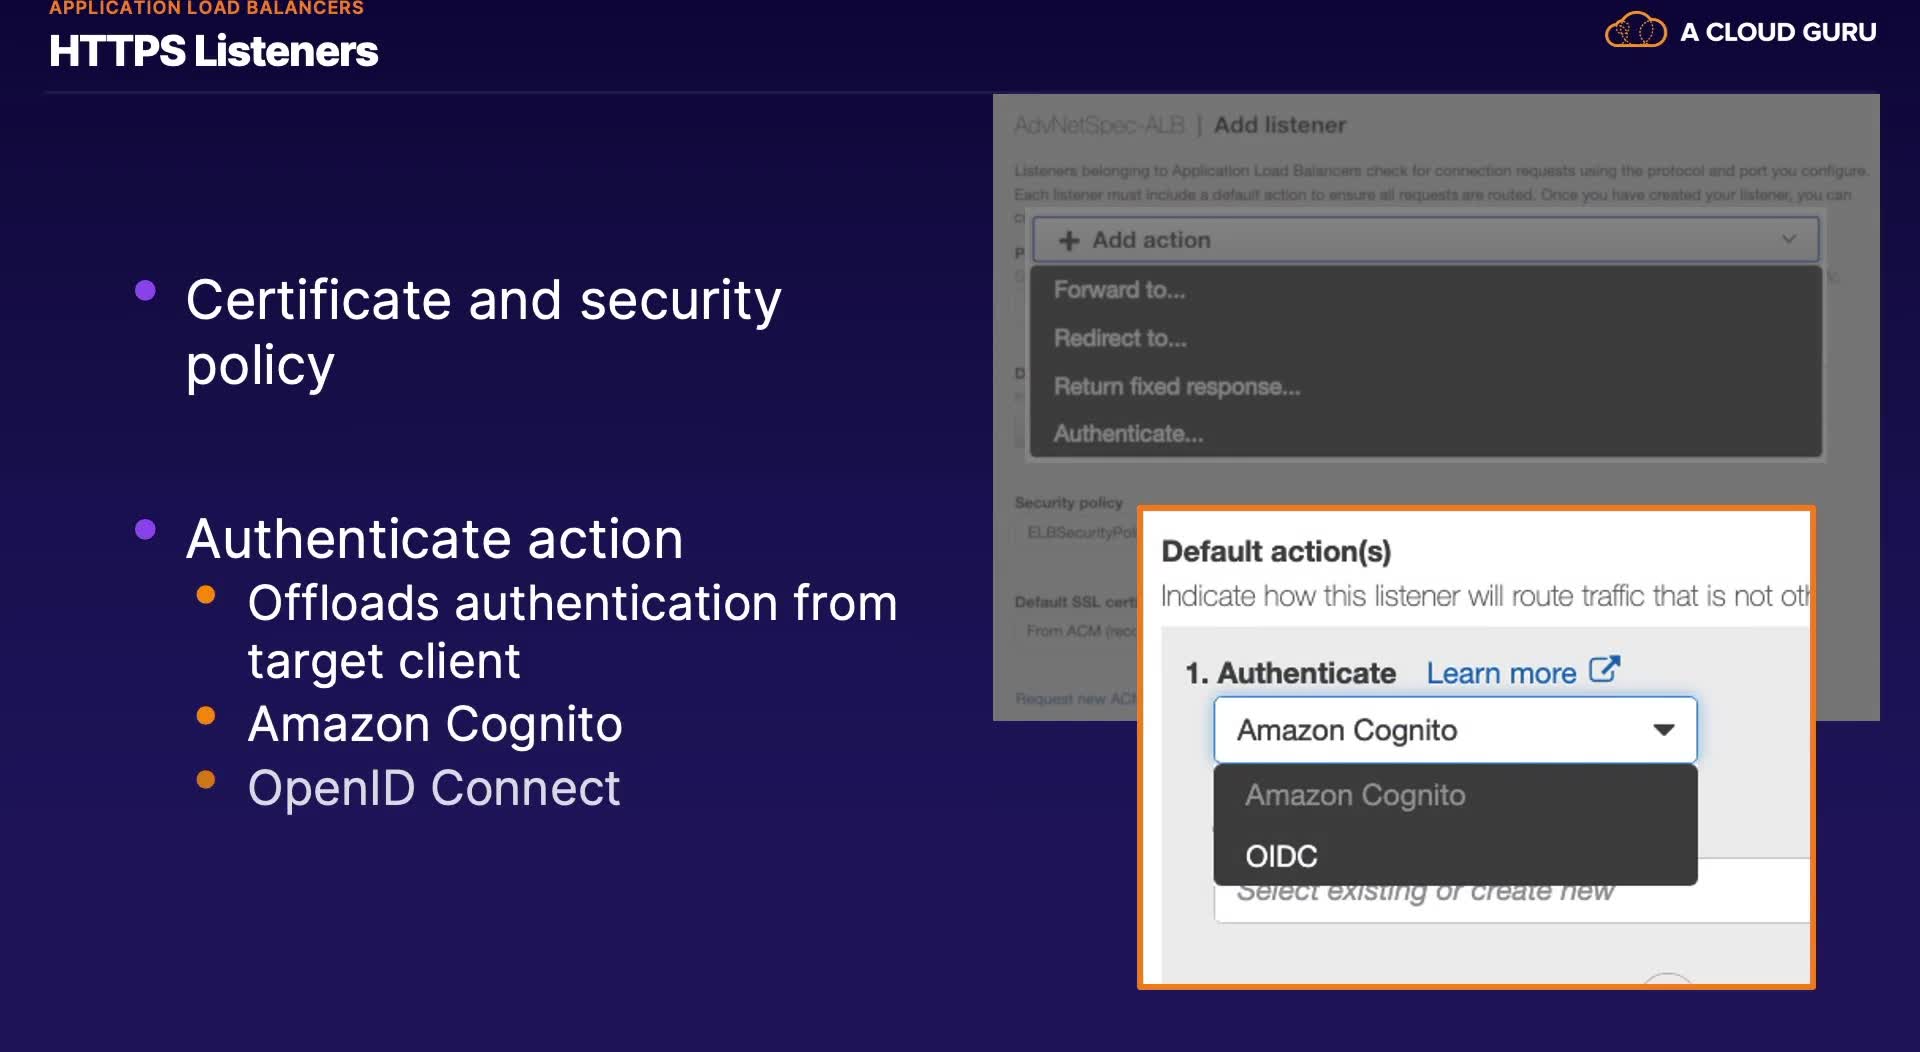 APPLICATION LOAD BALANCERS
HTTPS Listeners
A CLOUD GURU
Certificate and security
policy
Authenticate action
Offloads authentication from
target client
Amazon Cognito
OpenID Connect
AdvNetSpec-ALB | Add listener
Listeners belonging to Application Load Balancers check for connection requests using the protocol and port you configure.
Each listener must include a default action to ensure all requests are routed. Once you have created your listener, you can
Add action
Forward to...
Redirect to...
Return fixed response...
Authenticate...
Security policy
ELBSecurityPol
Default SSL certi
From ACM (reco
Request new ACM
Default action(s)
Indicate how this listener will route traffic that is not oth
1. Authenticate Learn more
Amazon Cognito
Amazon Cognito
OIDC
Select existing or create new